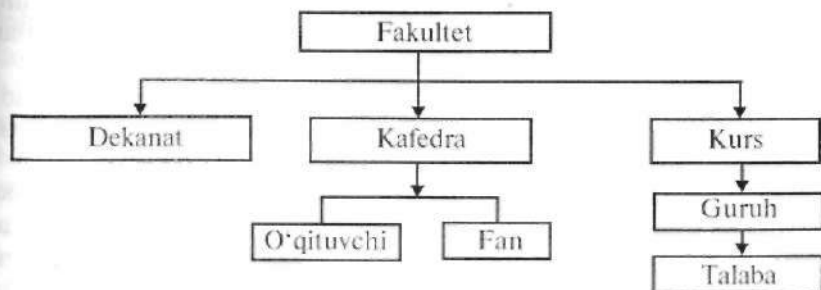 Fakultet
Dekanat
Kafedra
Kurs
O‘qituvchi
Fan
Guruh
Talaba